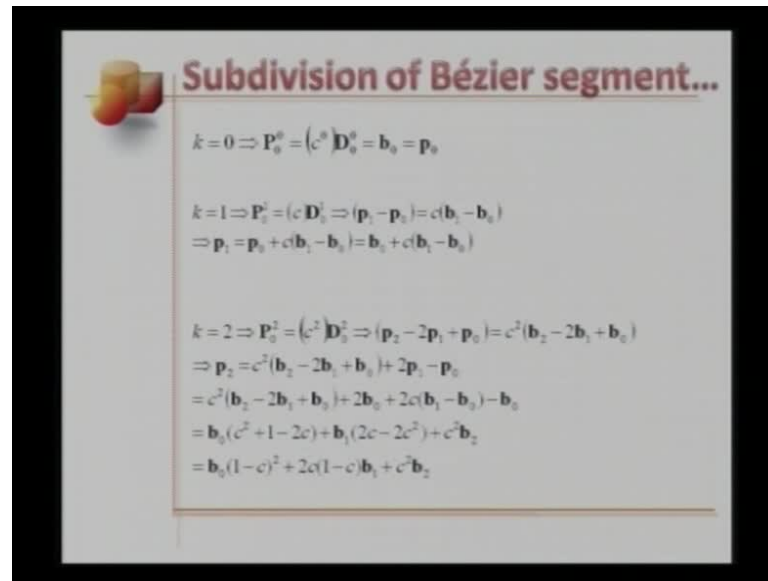 Subdivision of Bézier segment...
k = 0 ⇒ P₀⁰ = (c⁰)D₀⁰ = b₀ = p₀
k = 1 ⇒ P₀¹ = (c)D₀¹ ⇒ (p₁ − p₀) = c(b₁ − b₀)
⇒ p₁ = p₀ + c(b₁ − b₀) = b₀ + c(b₁ − b₀)
k = 2 ⇒ P₀² = (c²)D₀² ⇒ (p₂ − 2p₁ + p₀) = c²(b₂ − 2b₁ + b₀)
⇒ p₂ = c²(b₂ − 2b₁ + b₀) + 2p₁ − p₀
= c²(b₂ − 2b₁ + b₀) + 2b₀ + 2c(b₁ − b₀) − b₀
= b₀(c² + 1 − 2c) + b₁(2c − 2c²) + c²b₂
= b₀(1 − c)² + 2c(1 − c)b₁ + c²b₂